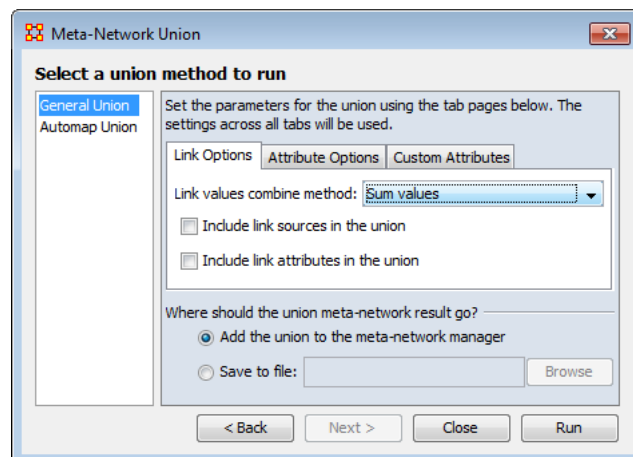 Meta-Network Union
Select a union method to run
General Union
Automap Union
Set the parameters for the union using the tab pages below. The
settings across all tabs will be used.
Link Options Attribute Options Custom Attributes
Link values combine method: Sum values
Include link sources in the union
Include link attributes in the union
Where should the union meta-network result go?
Add the union to the meta-network manager
Save to file: Browse
< Back Next > Close Run